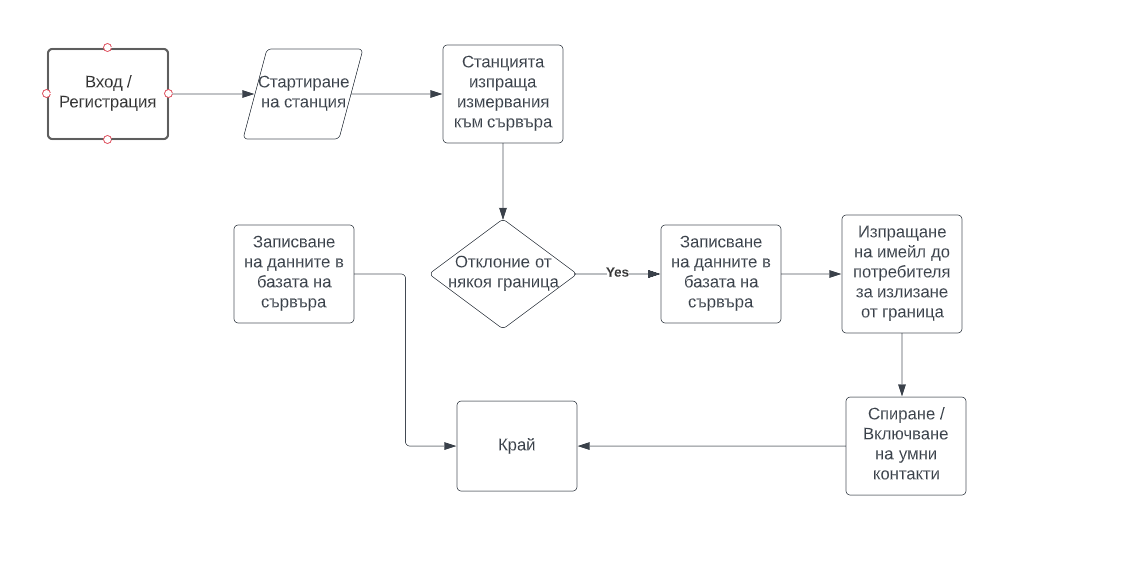 Вход /
Регистрация
Стартиране
на станция
Станцията
изпраща
измервания
към сървъра
Записване
на данните в
базата на
сървъра
Отклоние от
някоя граница
Yes
Записване
на данните в
базата на
сървъра
Изпращане
на имейл до
потребителя
за излизане
от граница
Край
Спиране /
Включване
на умни
контакти